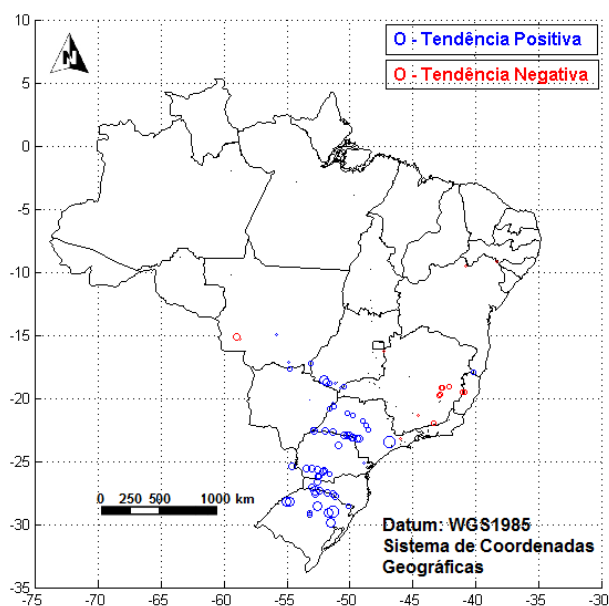 10
5
0
-5
-10
-15
-20
-25
-30
35
-75 -70 -65 -60 -55 -50 -45 -40 -35 -30
N
O - Tendência Positiva
O - Tendência Negativa
0 250 500 1000 km
Datum: WGS1985
Sistema de Coordenadas
Geográficas